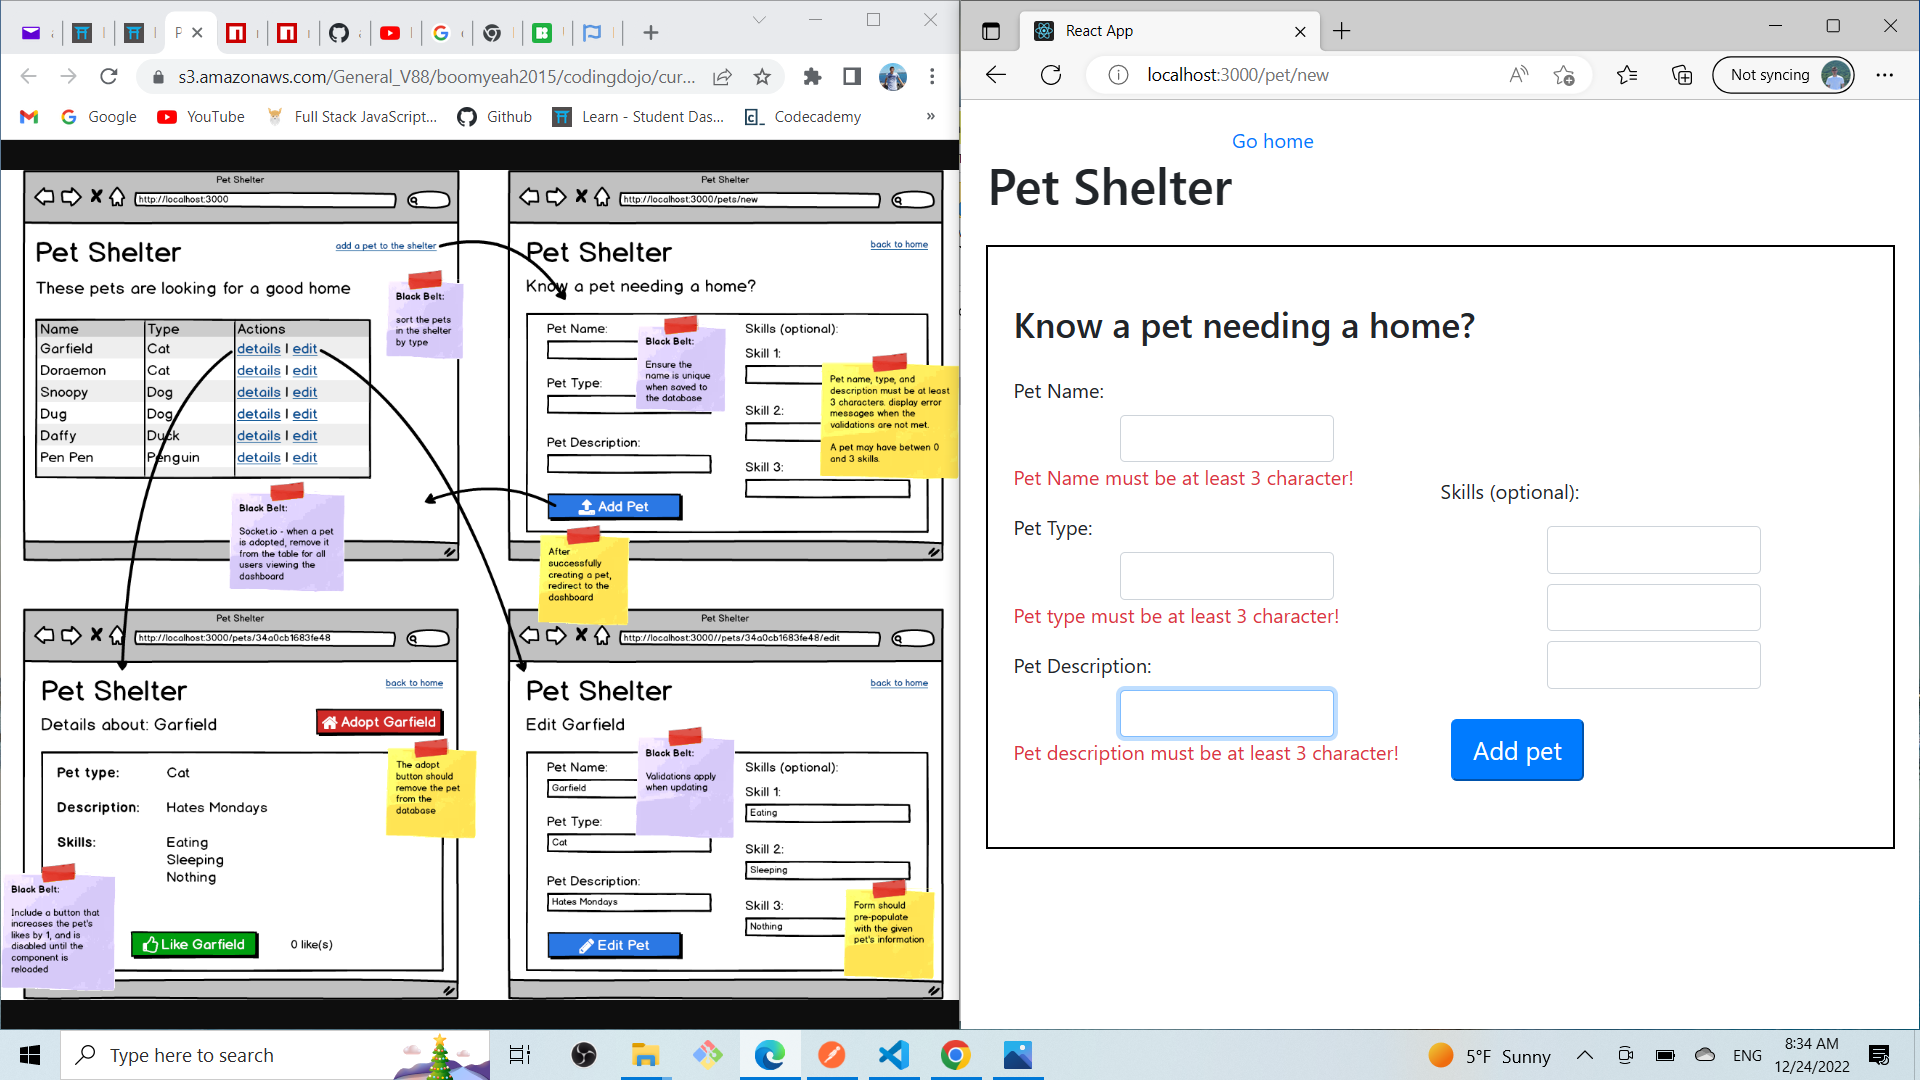 P
s3.amazonaws.com/General_V88/boomyeah2015/codingdojo/cur...
Google
YouTube
Full Stack JavaScript...
Github
Learn - Student Das...
Codecademy
»
Pet Shelter
http://localhost:3000
Pet Shelter
add a pet to the shelter
These pets are looking for a good home
Black Belt:
sort the pets
in the shelter
by type
Name Type Actions
Garfield Cat details | edit
Doraemon Cat details | edit
Snoopy Dog details | edit
Dug Dog details | edit
Daffy Duck details | edit
Pen Pen Penguin details | edit
Black Belt:
Socket.io - when a pet
is adopted, remove it
from the table for all
users viewing the
dashboard
Pet Shelter
http://localhost:3000/pets/new
Pet Shelter
back to home
Know a pet needing a home?
Pet Name:
Black Belt:
Ensure the
name is unique
when saved to
the database
Pet Type:
Pet Description:
Skills (optional):
Skill 1:
Skill 2:
Skill 3:
Pet name, type, and
description must be at least
3 characters. display error
messages when the
validations are not met.
A pet may have betwen 0
and 3 skills.
Add Pet
After
successfully
creating a pet,
redirect to the
dashboard
Pet Shelter
http://localhost:3000/pets/34a0cb1683fe48
Pet Shelter
back to home
Details about: Garfield
Adopt Garfield
The adopt
button should
remove the pet
from the
database
Pet type: Cat
Description: Hates Mondays
Skills: Eating
Sleeping
Nothing
Black Belt:
Include a button that
increases the pet's
likes by 1, and is
disabled until the
component is
reloaded
Like Garfield
0 like(s)
Pet Shelter
http://localhost:3000//pets/34a0cb1683fe48/edit
Pet Shelter
back to home
Edit Garfield
Pet Name:
Garfield
Black Belt:
Validations apply
when updating
Pet Type:
Cat
Pet Description:
Hates Mondays
Skills (optional):
Skill 1:
Eating
Skill 2:
Sleeping
Skill 3:
Nothing
Form should
pre-populate
with the given
pet's information
Edit Pet
React App
localhost:3000/pet/new
Not syncing
Go home
Pet Shelter
Know a pet needing a home?
Pet Name:
Pet Name must be at least 3 character!
Pet Type:
Pet type must be at least 3 character!
Pet Description:
Pet description must be at least 3 character!
Skills (optional):
Add pet
Type here to search
5°F Sunny
ENG
8:34 AM
12/24/2022